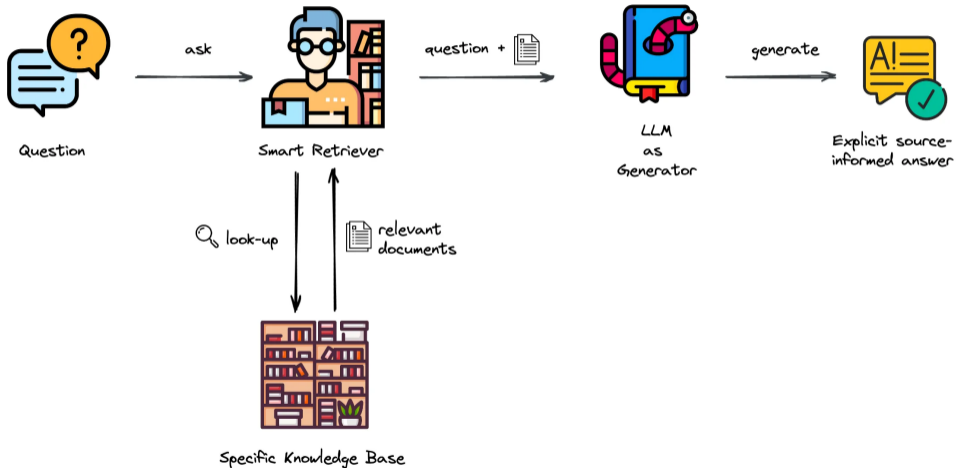 ?
ask
question +
generate
A!
Question
Smart Retriever
LLM
as
Generator
Explicit source-
informed answer
look-up
relevant
documents
Specific Knowledge Base